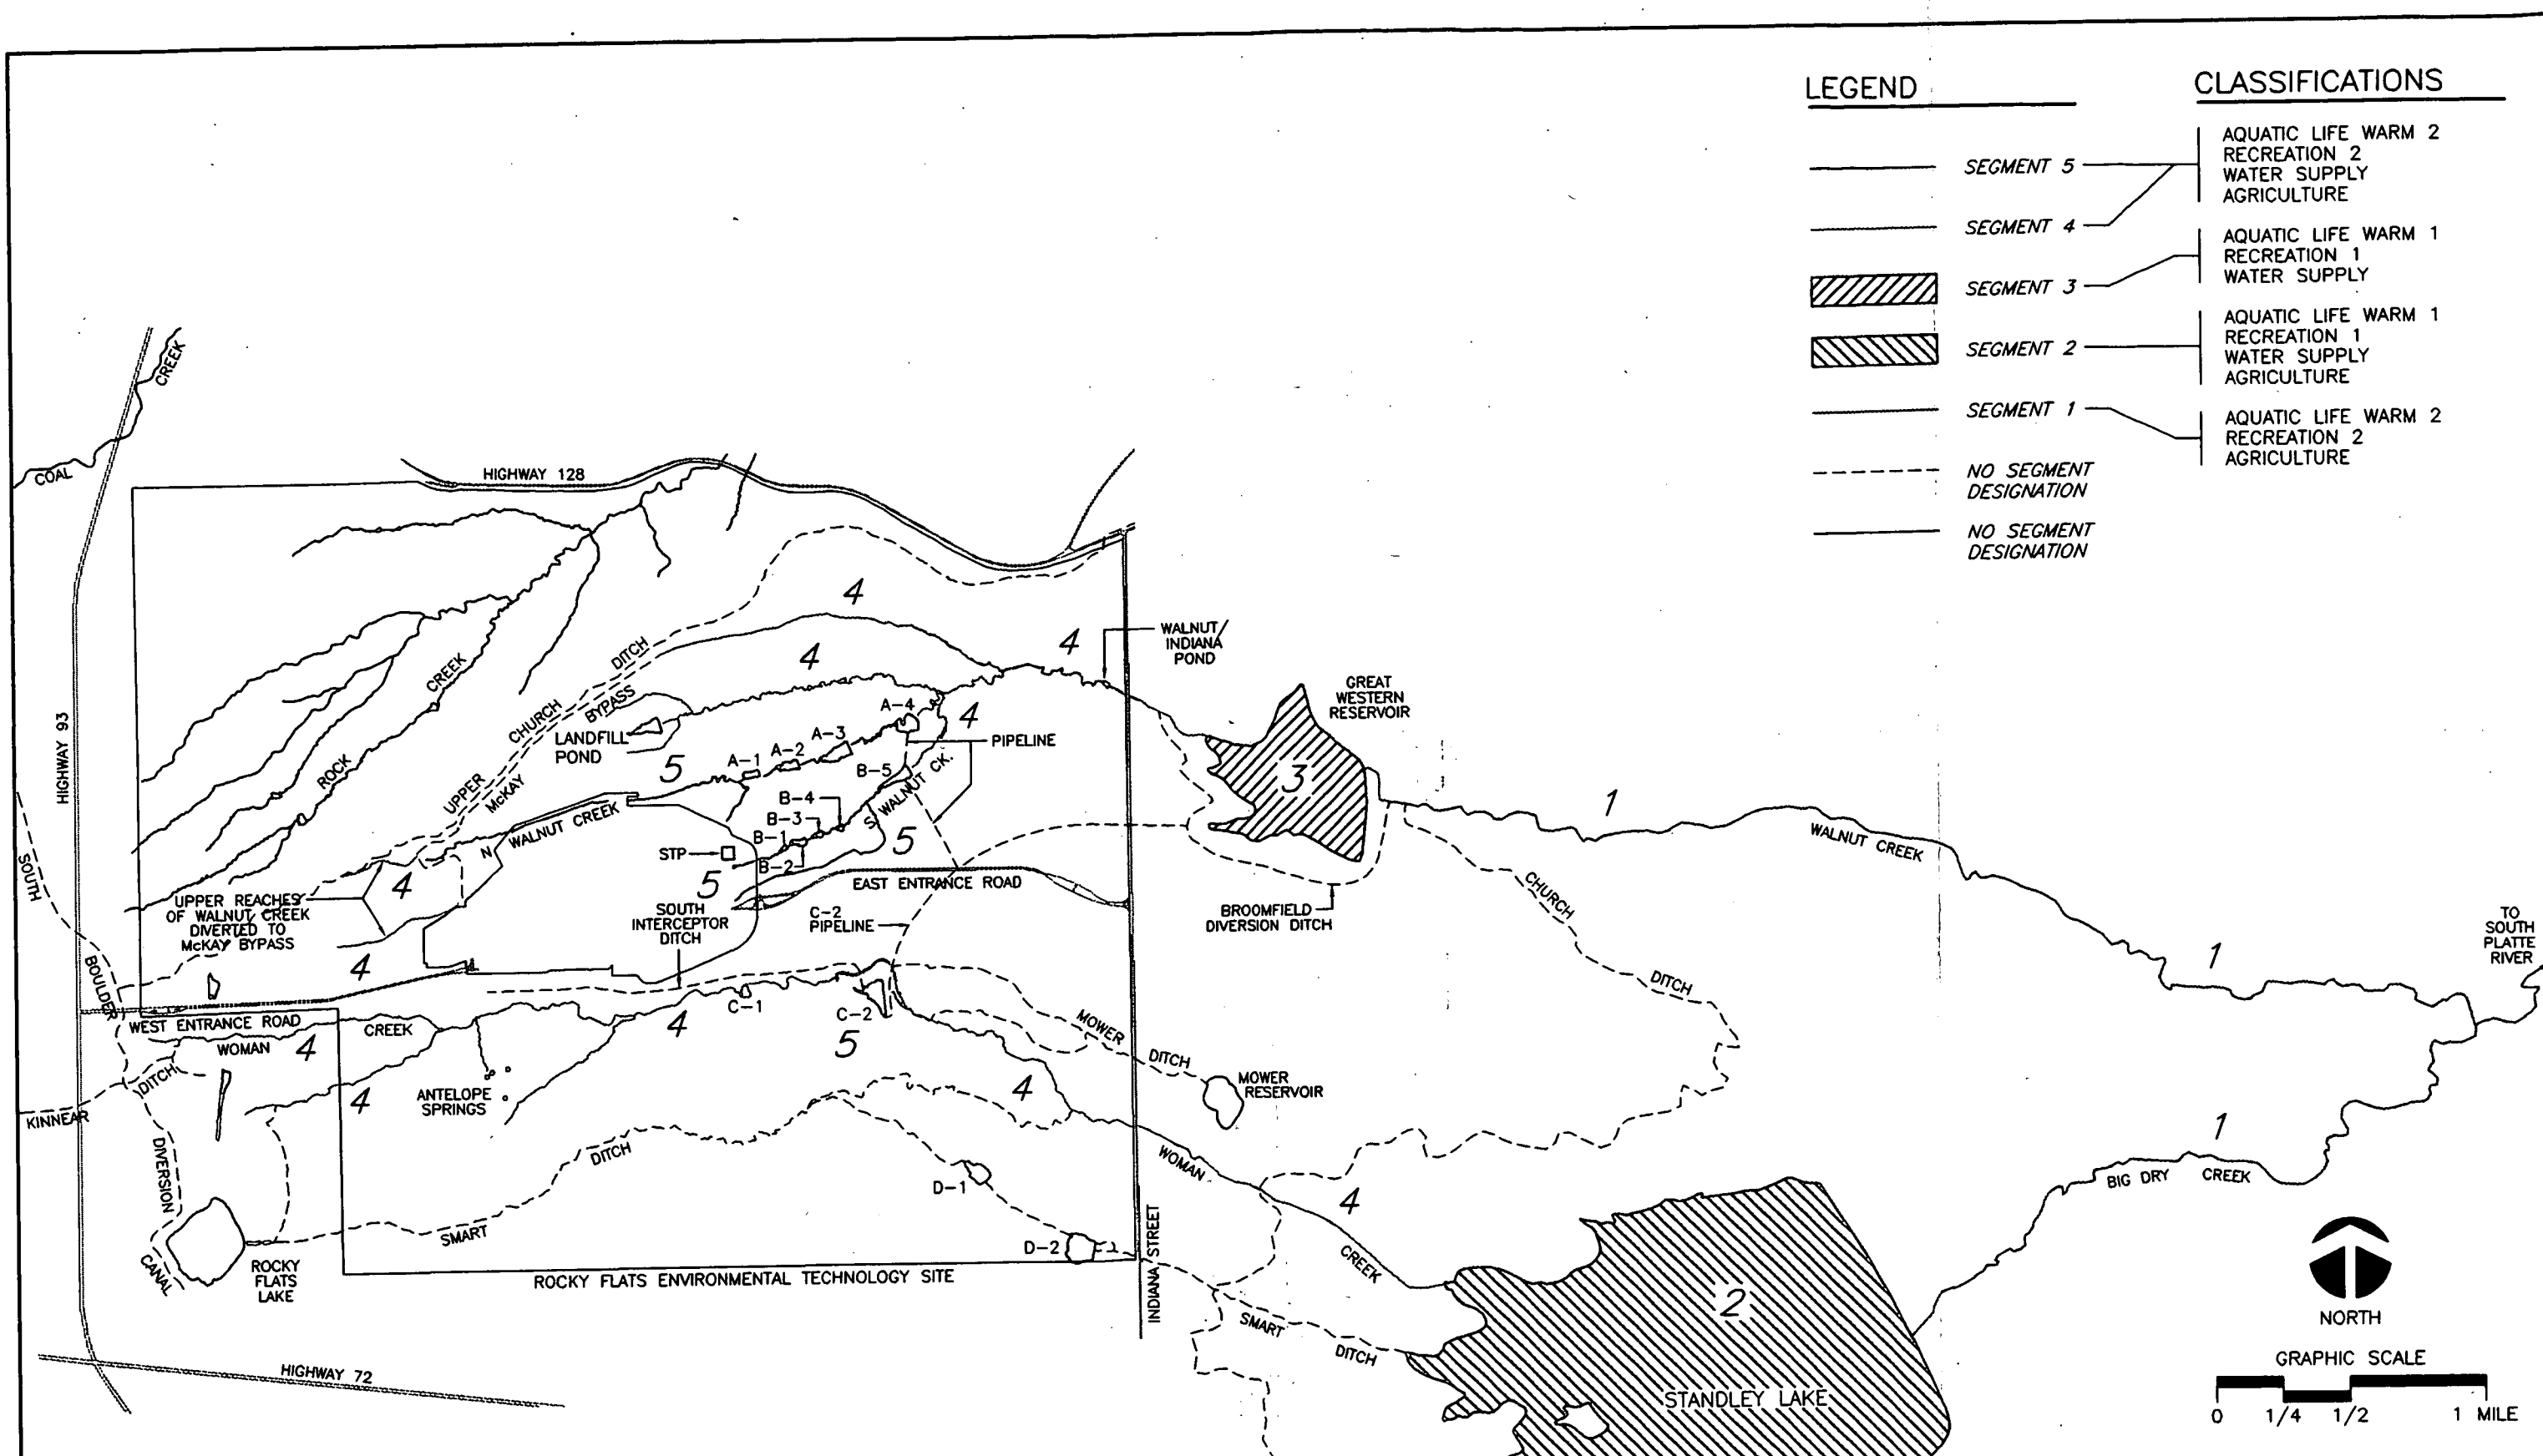 LEGEND
CLASSIFICATIONS
SEGMENT 5
SEGMENT 4
SEGMENT 3
SEGMENT 2
SEGMENT 1
NO SEGMENT
DESIGNATION
NO SEGMENT
DESIGNATION
AQUATIC LIFE WARM 2
RECREATION 2
WATER SUPPLY
AGRICULTURE
AQUATIC LIFE WARM 1
RECREATION 1
WATER SUPPLY
AQUATIC LIFE WARM 1
RECREATION 1
WATER SUPPLY
AGRICULTURE
AQUATIC LIFE WARM 2
RECREATION 2
AGRICULTURE
COAL
CREEK
HIGHWAY 128
HIGHWAY 93
ROCK
CREEK
UPPER
CHURCH
DITCH
McKAY
BYPASS
LANDFILL
POND
4
4
4
4
5
A-1
A-2
A-3
A-4
PIPELINE
WALNUT/
INDIANA
POND
GREAT
WESTERN
RESERVOIR
3
N WALNUT CREEK
S. WALNUT CK.
B-5
B-4
B-3
B-1
B-2
STP
5
5
EAST ENTRANCE ROAD
UPPER REACHES
OF WALNUT CREEK
DIVERTED TO
McKAY BYPASS
4
4
SOUTH
INTERCEPTOR
DITCH
C-2
PIPELINE
BROOMFIELD
DIVERSION DITCH
1
WALNUT CREEK
CHURCH
DITCH
1
TO
SOUTH
PLATTE
RIVER
SOUTH
BOULDER
DIVERSION
CANAL
WEST ENTRANCE ROAD
WOMAN
4
CREEK
KINNEAR
DITCH
4
ANTELOPE
SPRINGS
C-1
4
C-2
5
4
MOWER
DITCH
MOWER
RESERVOIR
1
BIG DRY CREEK
SMART
DITCH
D-1
D-2
ROCKY
FLATS
LAKE
ROCKY FLATS ENVIRONMENTAL TECHNOLOGY SITE
INDIANA STREET
WOMAN
4
CREEK
SMART
DITCH
2
STANDLEY LAKE
HIGHWAY 72
NORTH
GRAPHIC SCALE
0 1/4 1/2 1 MILE